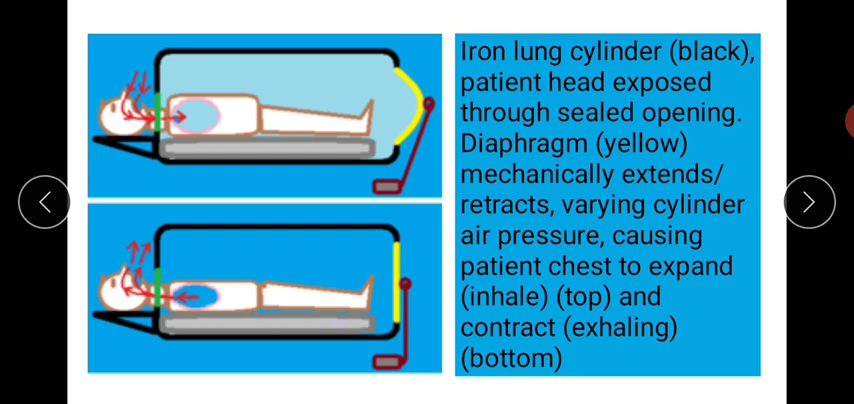 Iron lung cylinder (black),
patient head exposed
through sealed opening.
Diaphragm (yellow)
mechanically extends/
retracts, varying cylinder
air pressure, causing
patient chest to expand
(inhale) (top) and
contract (exhaling)
(bottom)